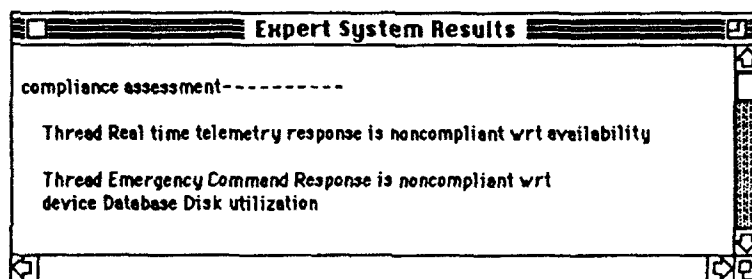 Expert System Results
compliance assessment-----------
Thread Real time telemetry response is noncompliant wrt availability
Thread Emergency Command Response is noncompliant wrt
device Database Disk utilization